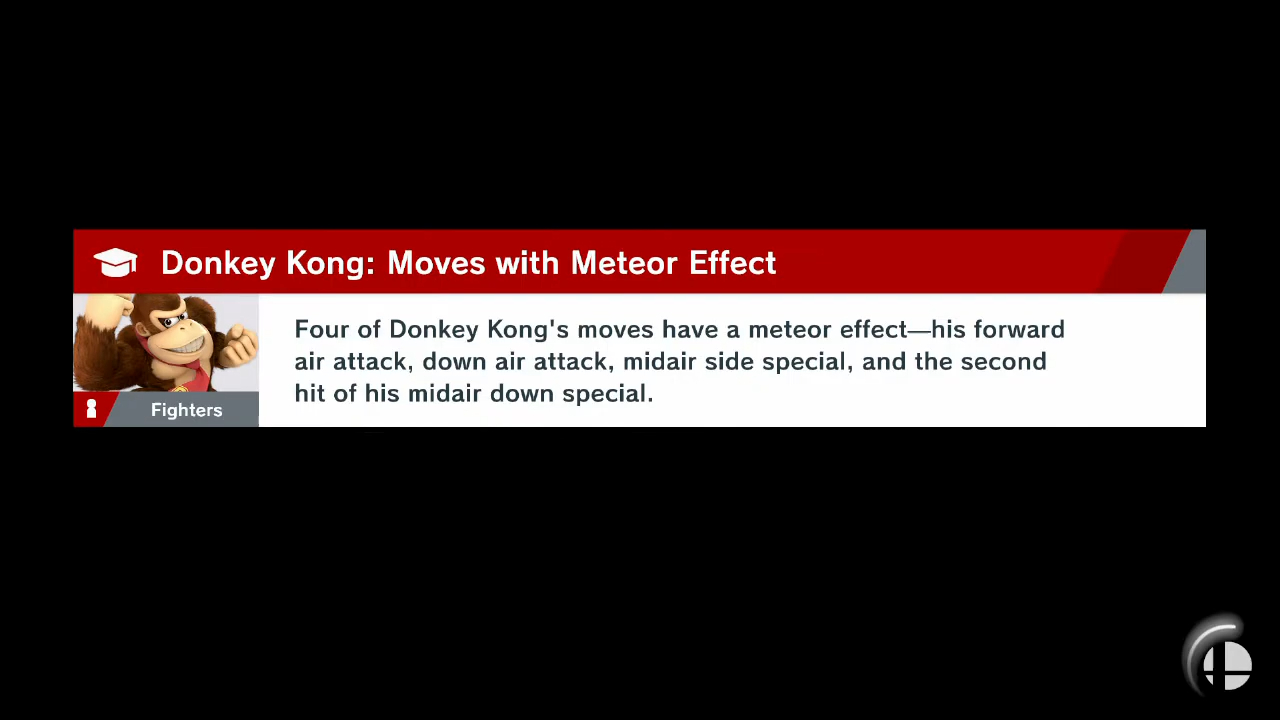 Donkey Kong: Moves with Meteor Effect
Four of Donkey Kong's moves have a meteor effect—his forward
air attack, down air attack, midair side special, and the second
hit of his midair down special.
Fighters